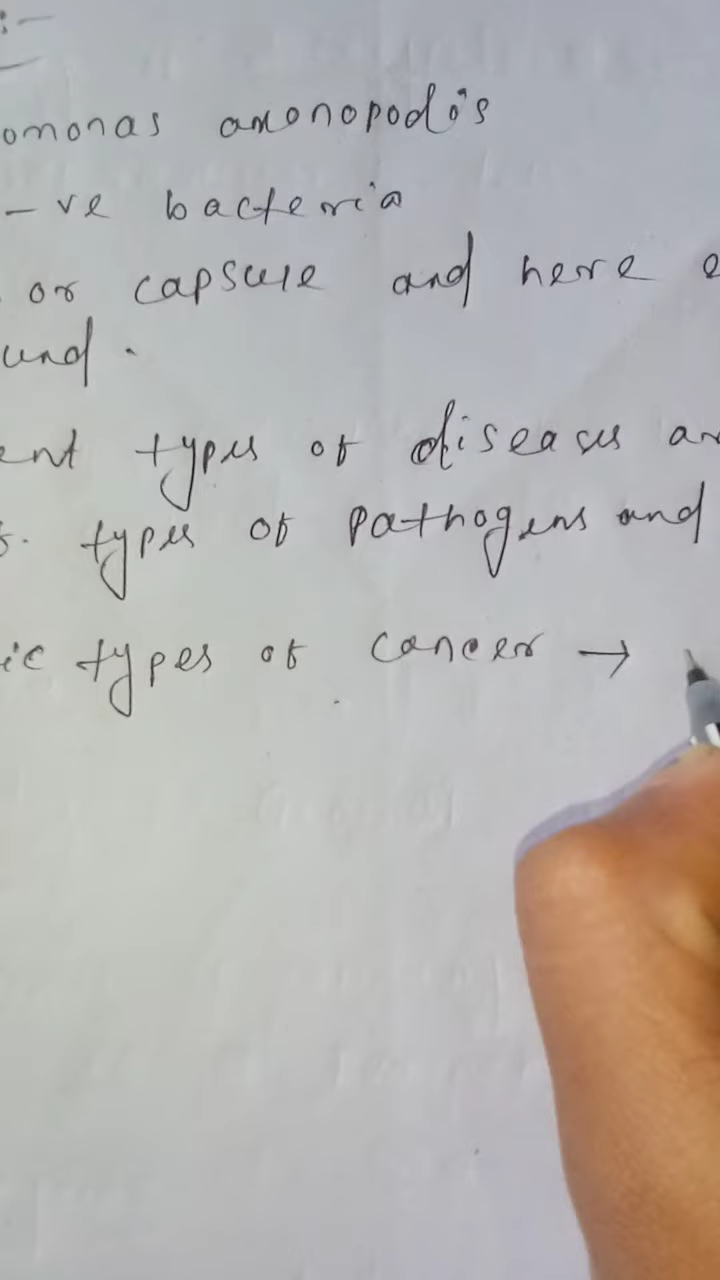 :-
omonas axonopodis
-ve bacteria
or capsule and here e
und.
ent types of diseases ar
f. types of pathogens and
ic types of cancer →